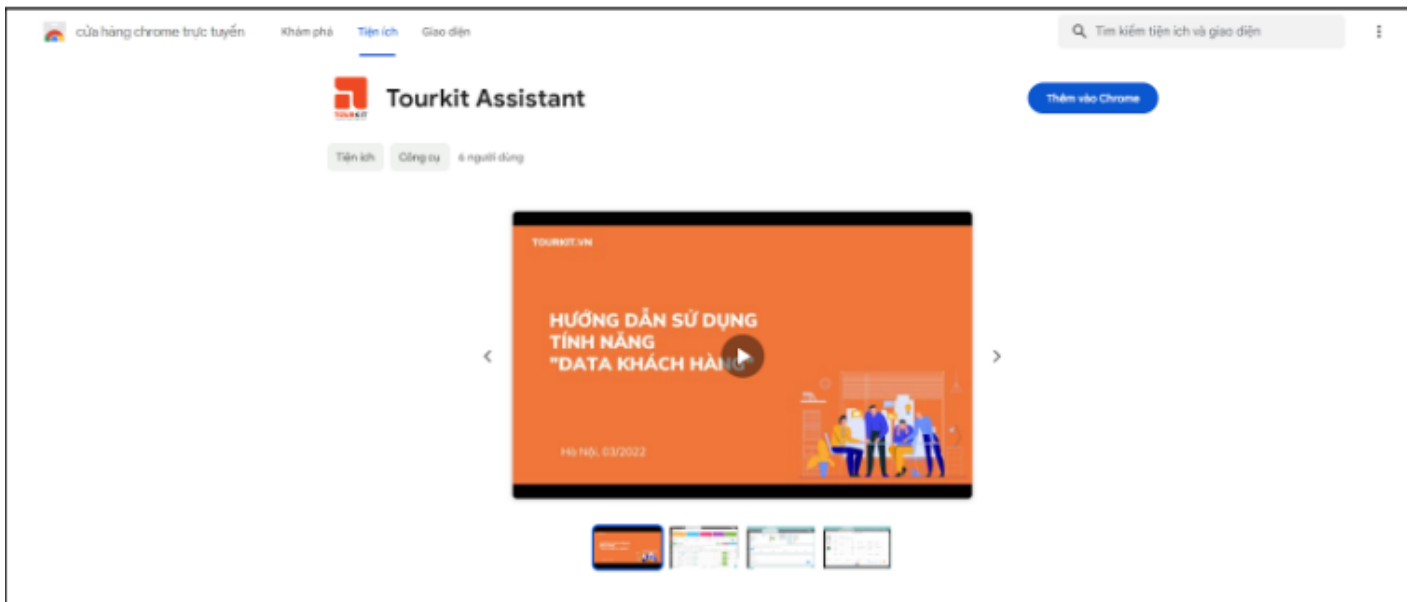 cửa hàng chrome trực tuyến
Khám phá
Tiện ích
Giao diện
Tìm kiếm tiện ích và giao diện
TOURKIT
Tourkit Assistant
Thêm vào Chrome
Tiện ích
Công cụ
6 người dùng
TOURKIT.VN
HƯỚNG DẪN SỬ DỤNG
TÍNH NĂNG
"DATA KHÁCH HÀNG"
Hà Nội, 03/2022